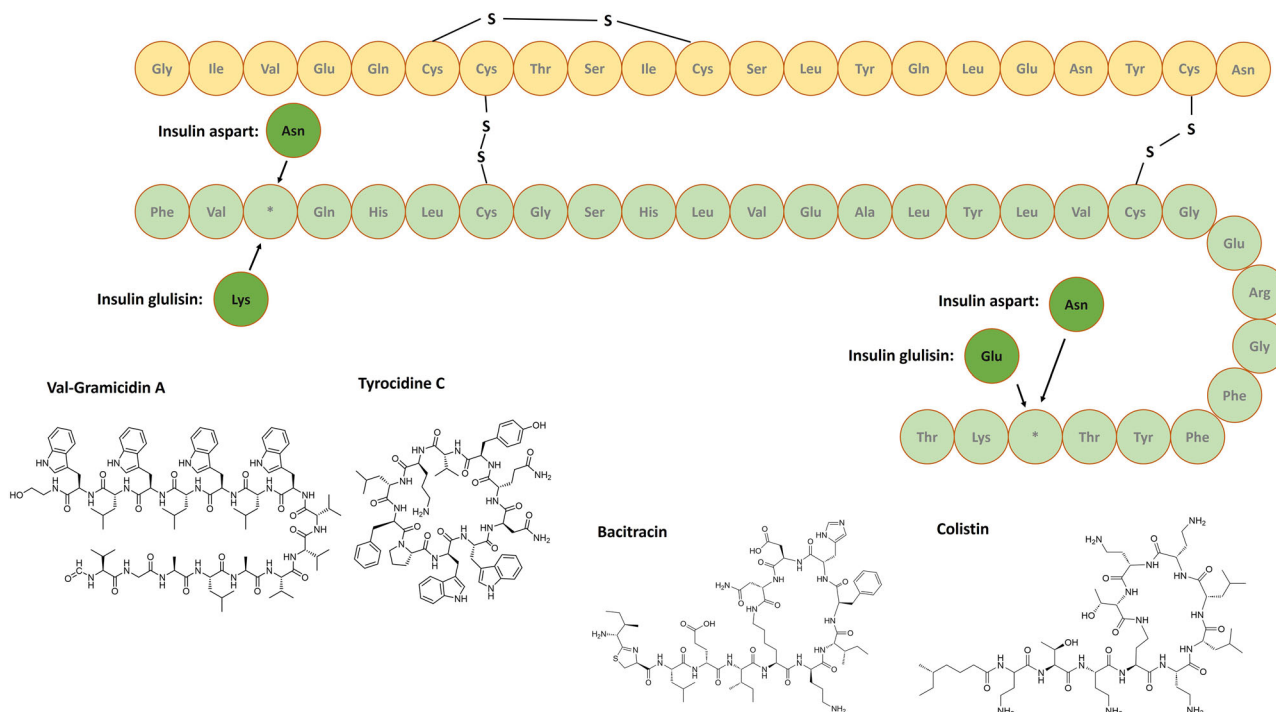 S S
Gly Ile Val Glu Gln Cys Cys Thr Ser Ile Cys Ser Leu Tyr Gln Leu Glu Asn Tyr Cys Asn
Insulin aspart: Asn
S
S
S
S
Phe Val * Gln His Leu Cys Gly Ser His Leu Val Glu Ala Leu Tyr Leu Val Cys Gly
Glu
Arg
Gly
Phe
Insulin glulisin: Lys
Insulin aspart: Asn
Insulin glulisin: Glu
Thr Lys * Thr Tyr Phe
Val-Gramicidin A
Tyrocidine C
Bacitracin
Colistin